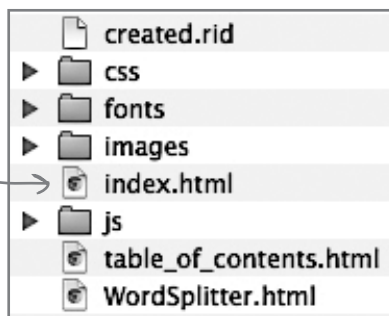 created.rid
css
fonts
images
index.html
js
table_of_contents.html
WordSplitter.html